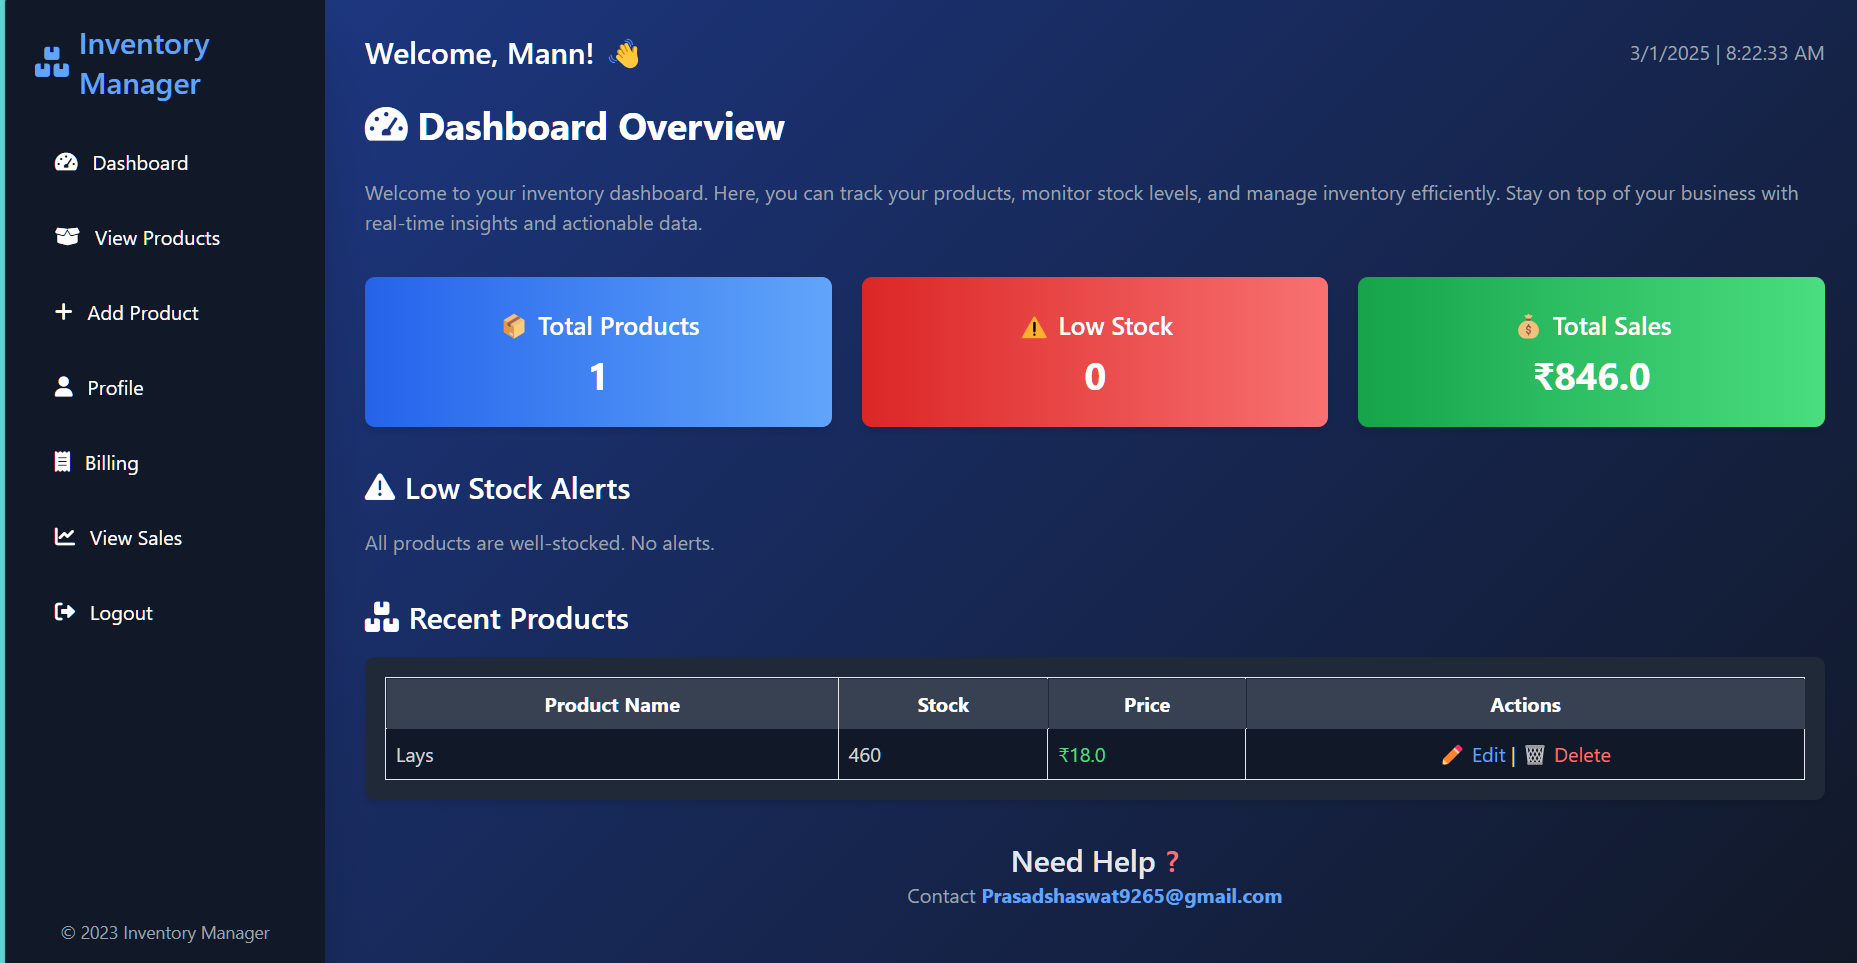 Inventory
Manager
Dashboard
View Products
Add Product
Profile
Billing
View Sales
Logout
© 2023 Inventory Manager
Welcome, Mann! 👋
3/1/2025 | 8:22:33 AM
Dashboard Overview
Welcome to your inventory dashboard. Here, you can track your products, monitor stock levels, and manage inventory efficiently. Stay on top of your business with
real-time insights and actionable data.
📦 Total Products
1
⚠️ Low Stock
0
💰 Total Sales
₹846.0
Low Stock Alerts
All products are well-stocked. No alerts.
Recent Products
Product Name Stock Price Actions
Lays 460 ₹18.0 ✏️ Edit | 🗑️ Delete
Need Help ❓
Contact Prasadshaswat9265@gmail.com